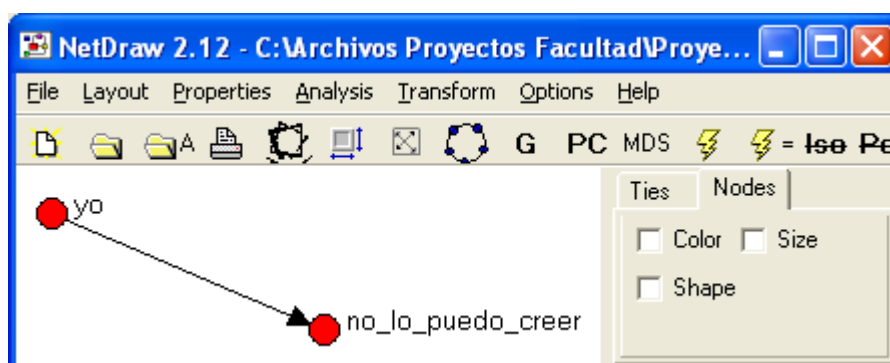 NetDraw 2.12 - C:\Archivos Proyectos Facultad\Proye...
File Layout Properties Analysis Transform Options Help
A G PC MDS = Iso
yo
Ties Nodes
Color Size
Shape
no_lo_puedo_creer